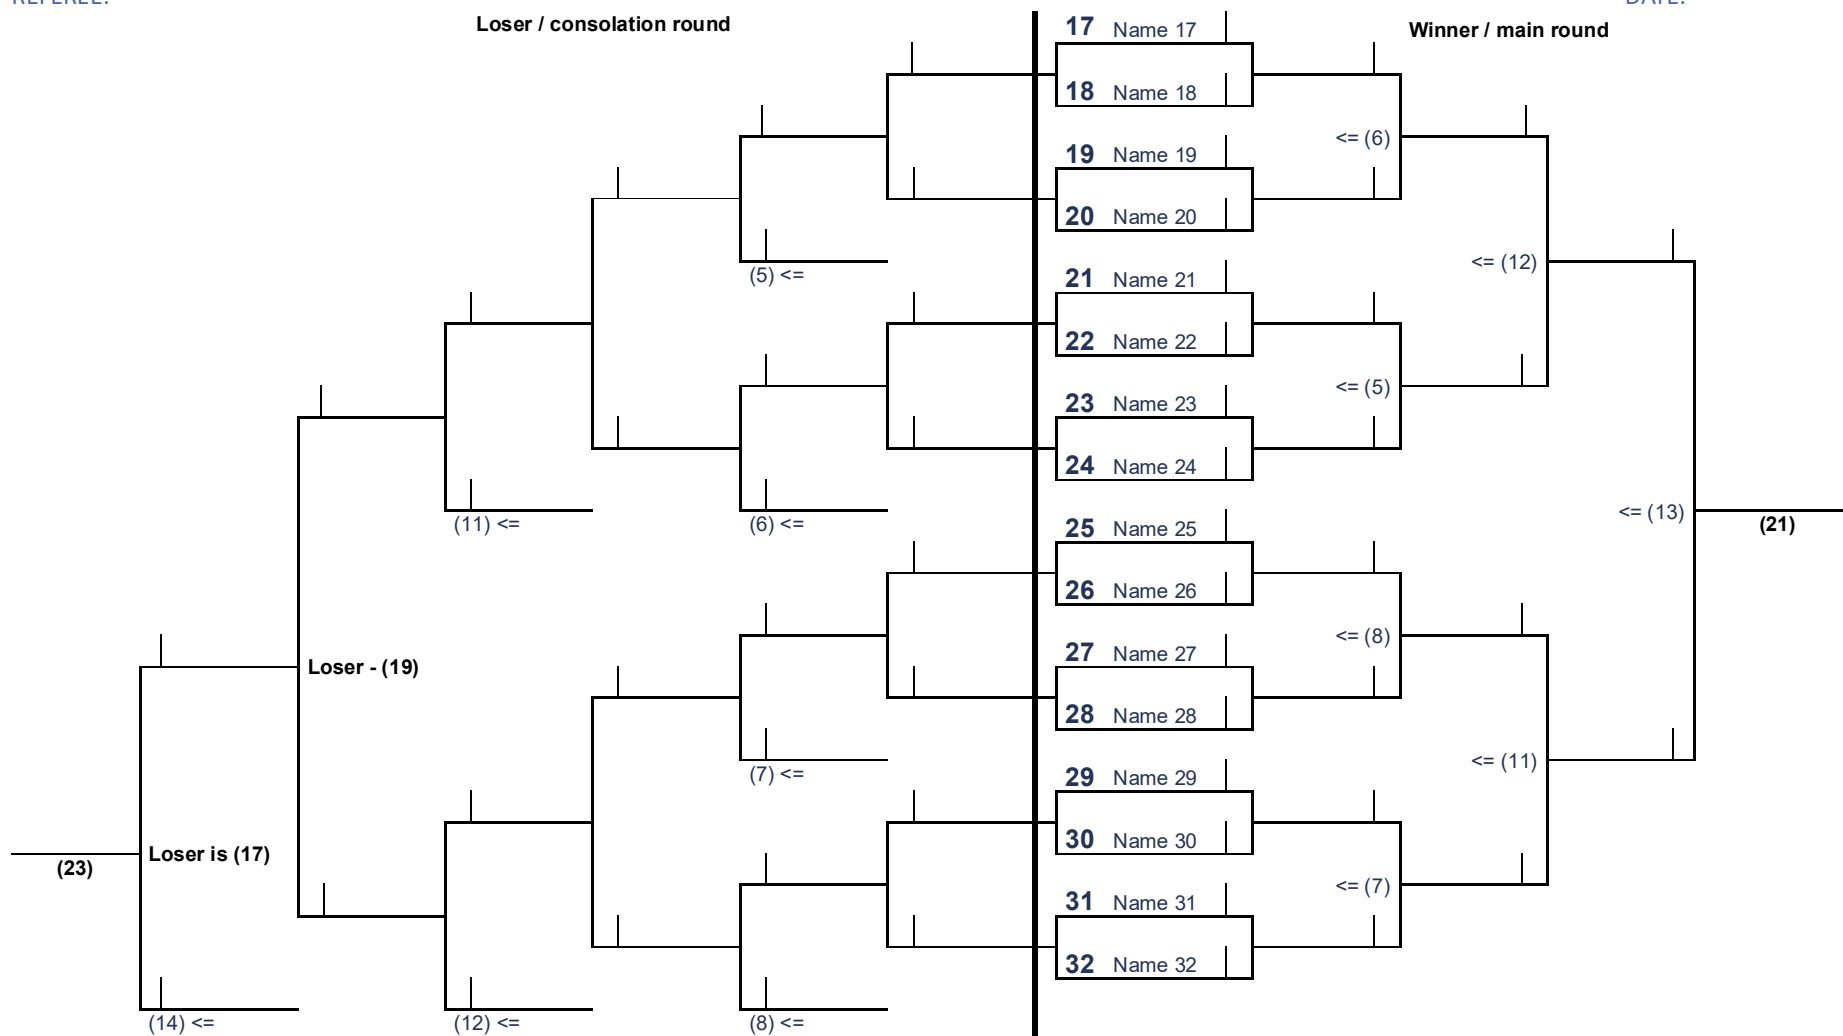 REFEREE: DATE:
Loser / consolation round
Winner / main round
17 Name 17
18 Name 18
<= (6)
19 Name 19
20 Name 20
<= (12)
(5) <=
21 Name 21
22 Name 22
<= (5)
23 Name 23
24 Name 24
<= (13)
(21)
(11) <=
(6) <=
25 Name 25
26 Name 26
<= (8)
27 Name 27
Loser - (19)
28 Name 28
<= (11)
(7) <=
29 Name 29
30 Name 30
Loser is (17)
(23)
<= (7)
31 Name 31
32 Name 32
(14) <=
(12) <=
(8) <=